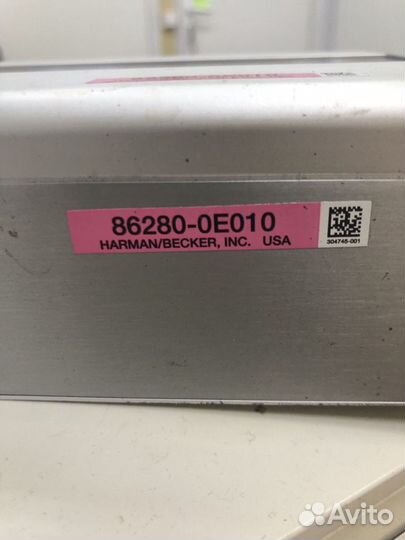 86280-0E010
HARMAN/BECKER, INC. USA
304745-001
Avito